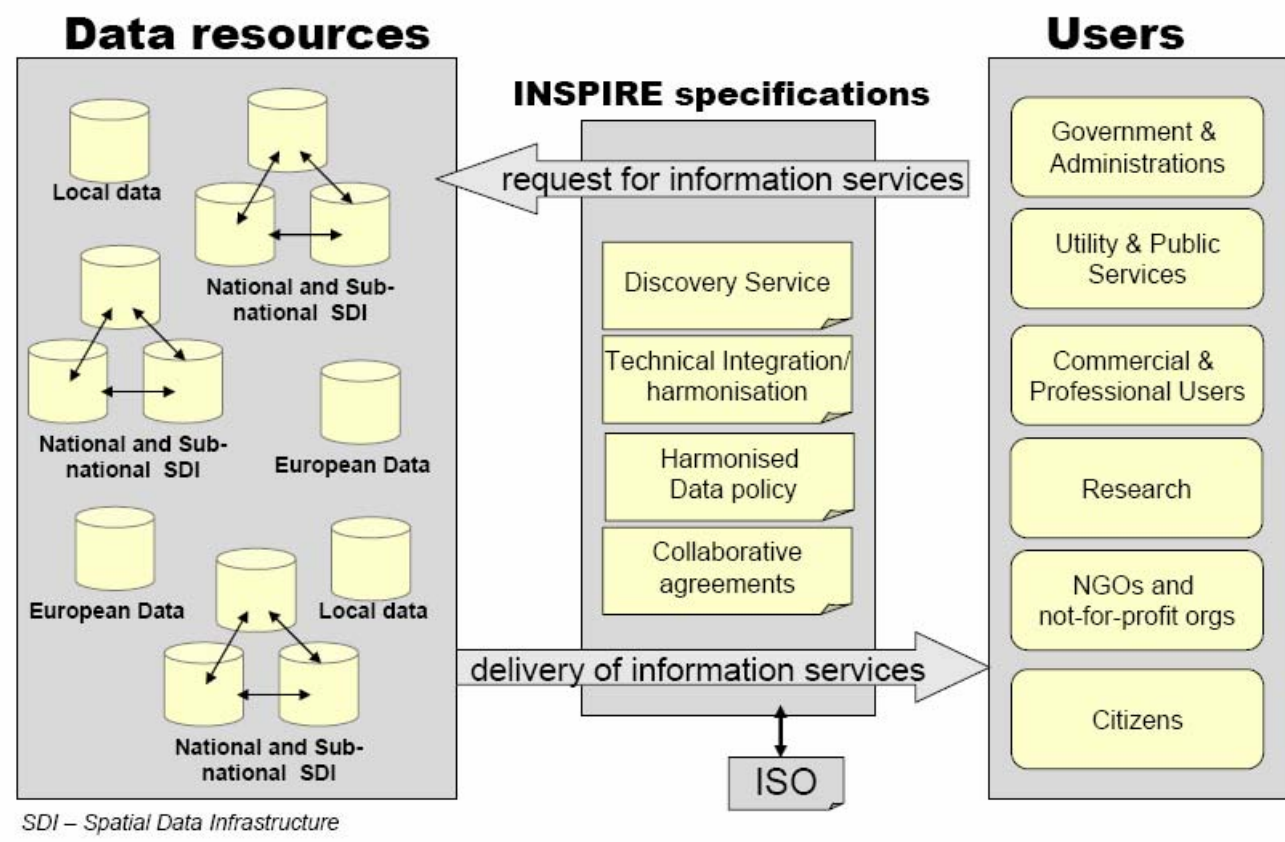 Data resources
Users
INSPIRE specifications
Local data
National and Sub-
national SDI
National and Sub-
national SDI
European Data
European Data
Local data
National and Sub-
national SDI
request for information services
Discovery Service
Technical Integration/
harmonisation
Harmonised
Data policy
Collaborative
agreements
delivery of information services
ISO
Government &
Administrations
Utility & Public
Services
Commercial &
Professional Users
Research
NGOs and
not-for-profit orgs
Citizens
SDI – Spatial Data Infrastructure